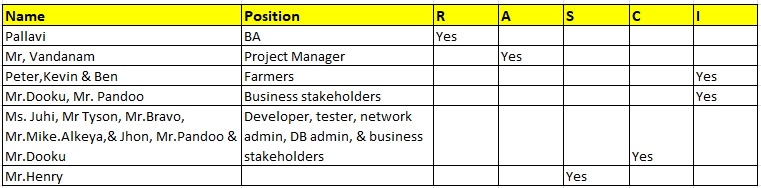 Name Position R A S C I
Pallavi BA Yes
Mr, Vandanam Project Manager Yes
Peter,Kevin & Ben Farmers Yes
Mr.Dooku, Mr. Pandoo Business stakeholders Yes
Ms. Juhi, Mr Tyson, Mr.Bravo, Developer, tester, network
Mr.Mike.Alkeya,& Jhon, Mr.Pandoo & admin, DB admin, & business
Mr.Dooku stakeholders Yes
Mr.Henry Yes